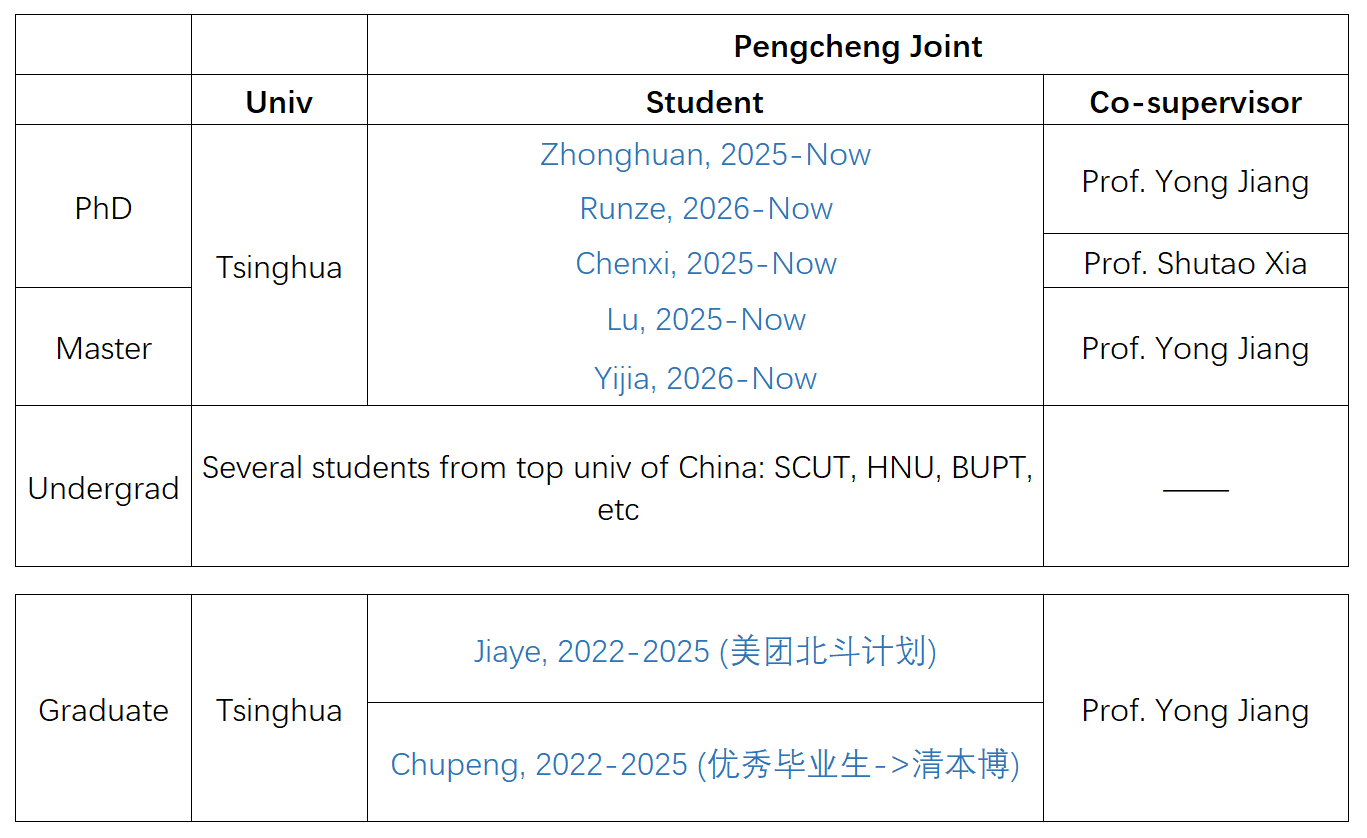 Pengcheng Joint
Univ
Student
Co-supervisor
PhD
Tsinghua
Zhonghuan, 2025-Now
Runze, 2026-Now
Prof. Yong Jiang
Chenxi, 2025-Now
Prof. Shutao Xia
Master
Lu, 2025-Now
Yijia, 2026-Now
Prof. Yong Jiang
Undergrad
Several students from top univ of China: SCUT, HNU, BUPT,
etc
——
Graduate
Tsinghua
Jiaye, 2022-2025 (美团北斗计划)
Chupeng, 2022-2025 (优秀毕业生->清本博)
Prof. Yong Jiang